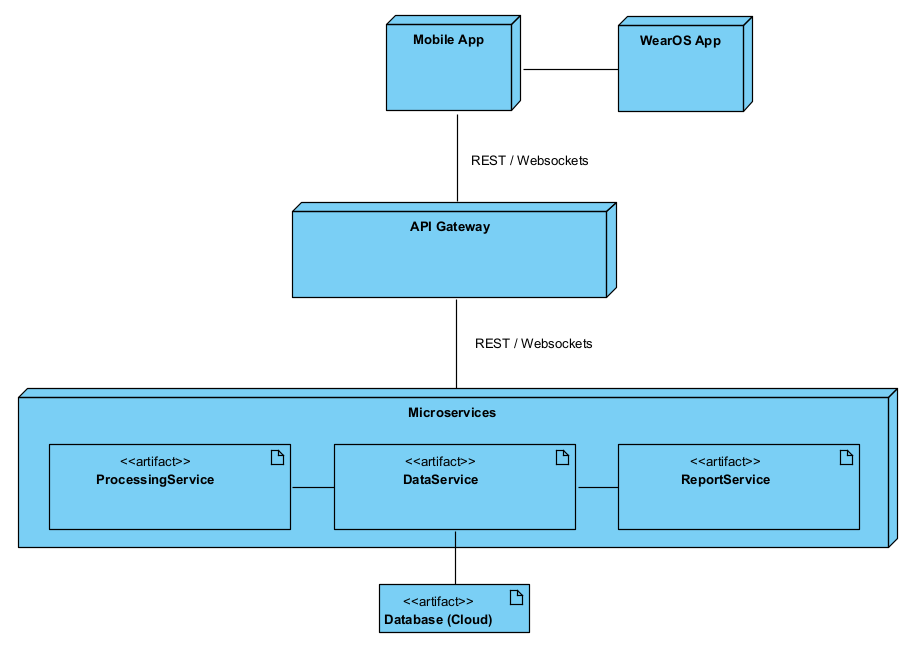 Mobile App
WearOS App
REST / Websockets
API Gateway
REST / Websockets
Microservices
<<artifact>>
ProcessingService
<<artifact>>
DataService
<<artifact>>
ReportService
<<artifact>>
Database (Cloud)